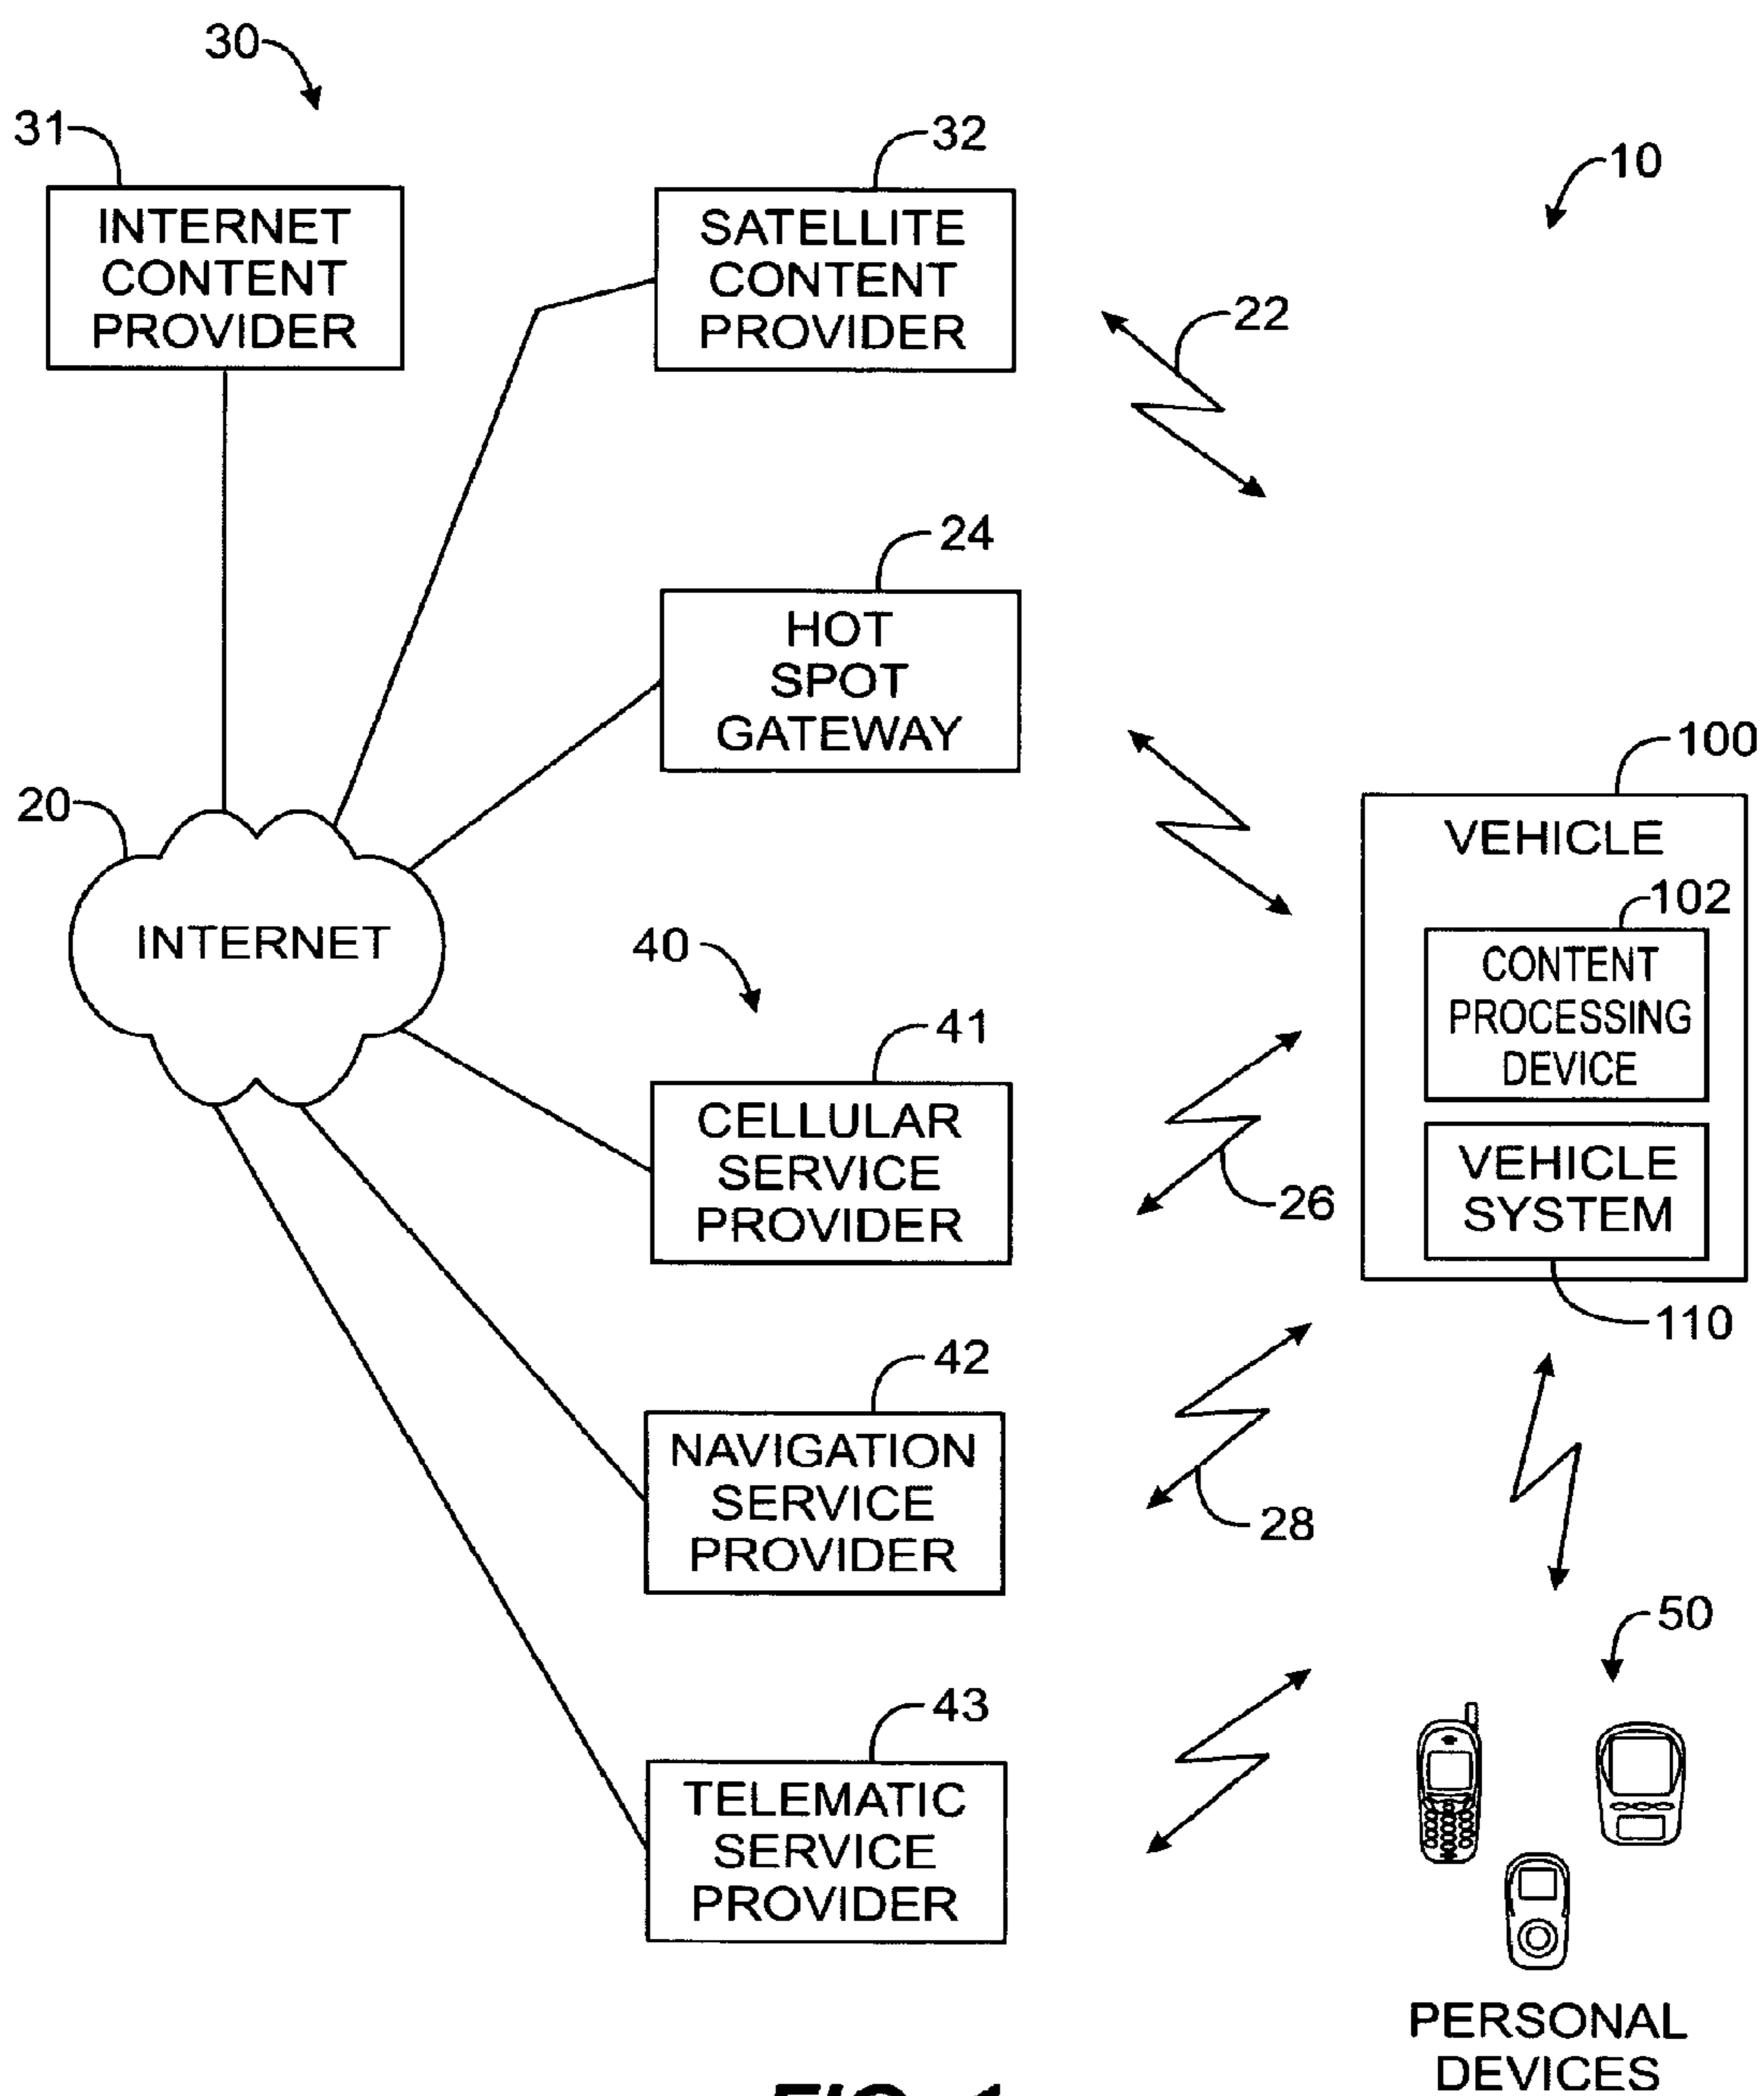 30
31
32
10
INTERNET
CONTENT
PROVIDER
SATELLITE
CONTENT
PROVIDER
22
24
HOT
SPOT
GATEWAY
20
INTERNET
100
VEHICLE
102
CONTENT
PROCESSING
DEVICE
40
41
CELLULAR
SERVICE
PROVIDER
26
VEHICLE
SYSTEM
110
42
NAVIGATION
SERVICE
PROVIDER
28
50
43
TELEMATIC
SERVICE
PROVIDER
PERSONAL
DEVICES
FIG. 1